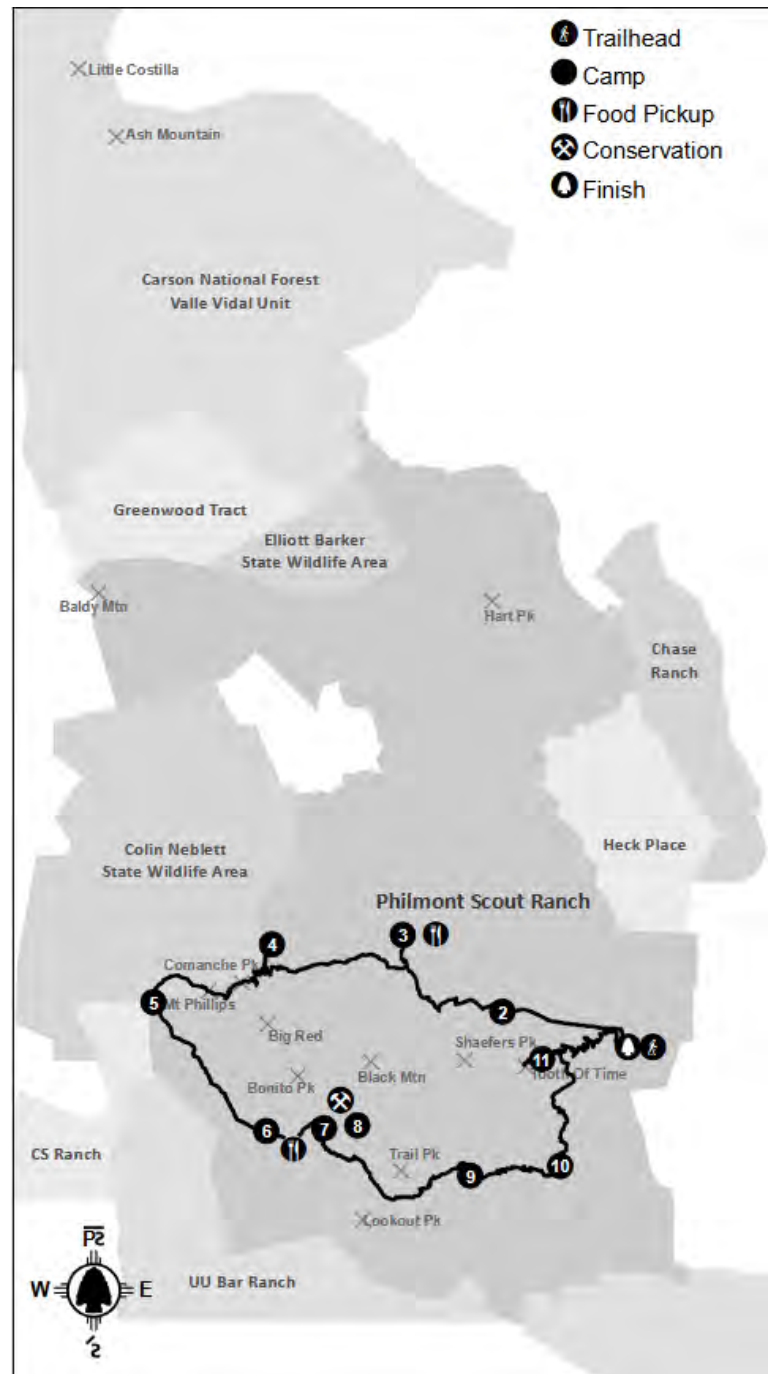 Trailhead
Camp
Food Pickup
Conservation
Finish
Little Costilla
Ash Mountain
Carson National Forest
Valle Vidal Unit
Greenwood Tract
Elliott Barker
State Wildlife Area
Baldy Mtn
Hart Pk
Chase
Ranch
Heck Place
Colin Neblett
State Wildlife Area
Philmont Scout Ranch
3
4
Comanche Pk
Mt Phillips
5
2
Big Red
Shaefers Pk
11
Tooth Of Time
Black Mtn
Bonito Pk
6
7
8
Trail Pk
9
10
CS Ranch
Lookout Pk
UU Bar Ranch
W
E